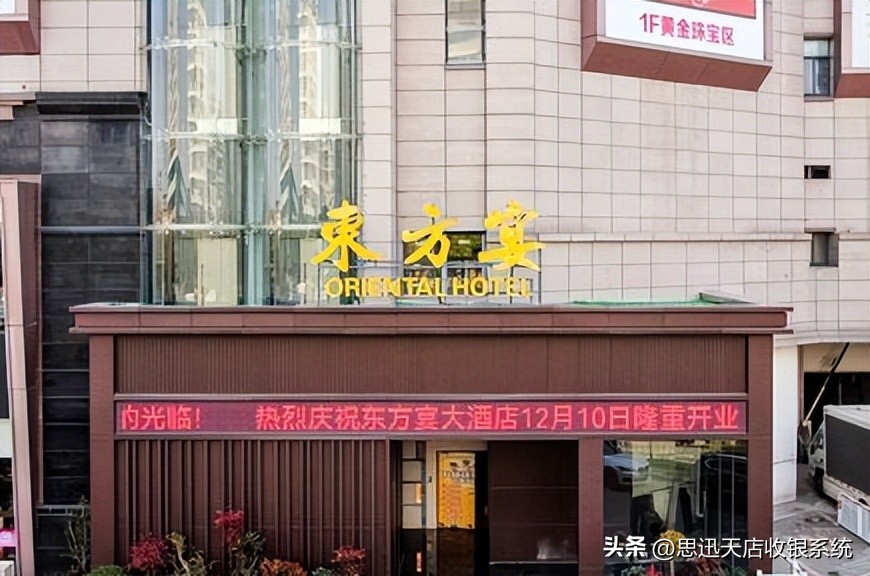 1F黄金珠宝区
東方宴
ORIENTAL HOTEL
的光临! 热烈庆祝东方宴大酒店12月10日隆重开业
头条 @思迅天店收银系统